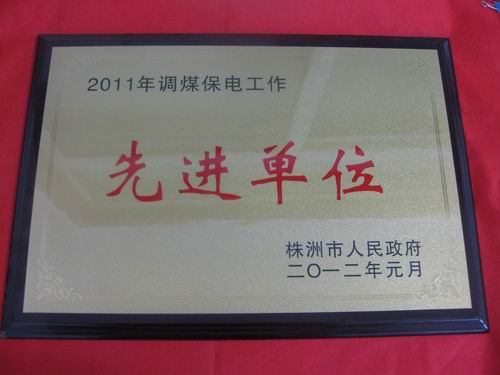 2011年调煤保电工作
先进单位
株洲市人民政府
二〇一二年元月